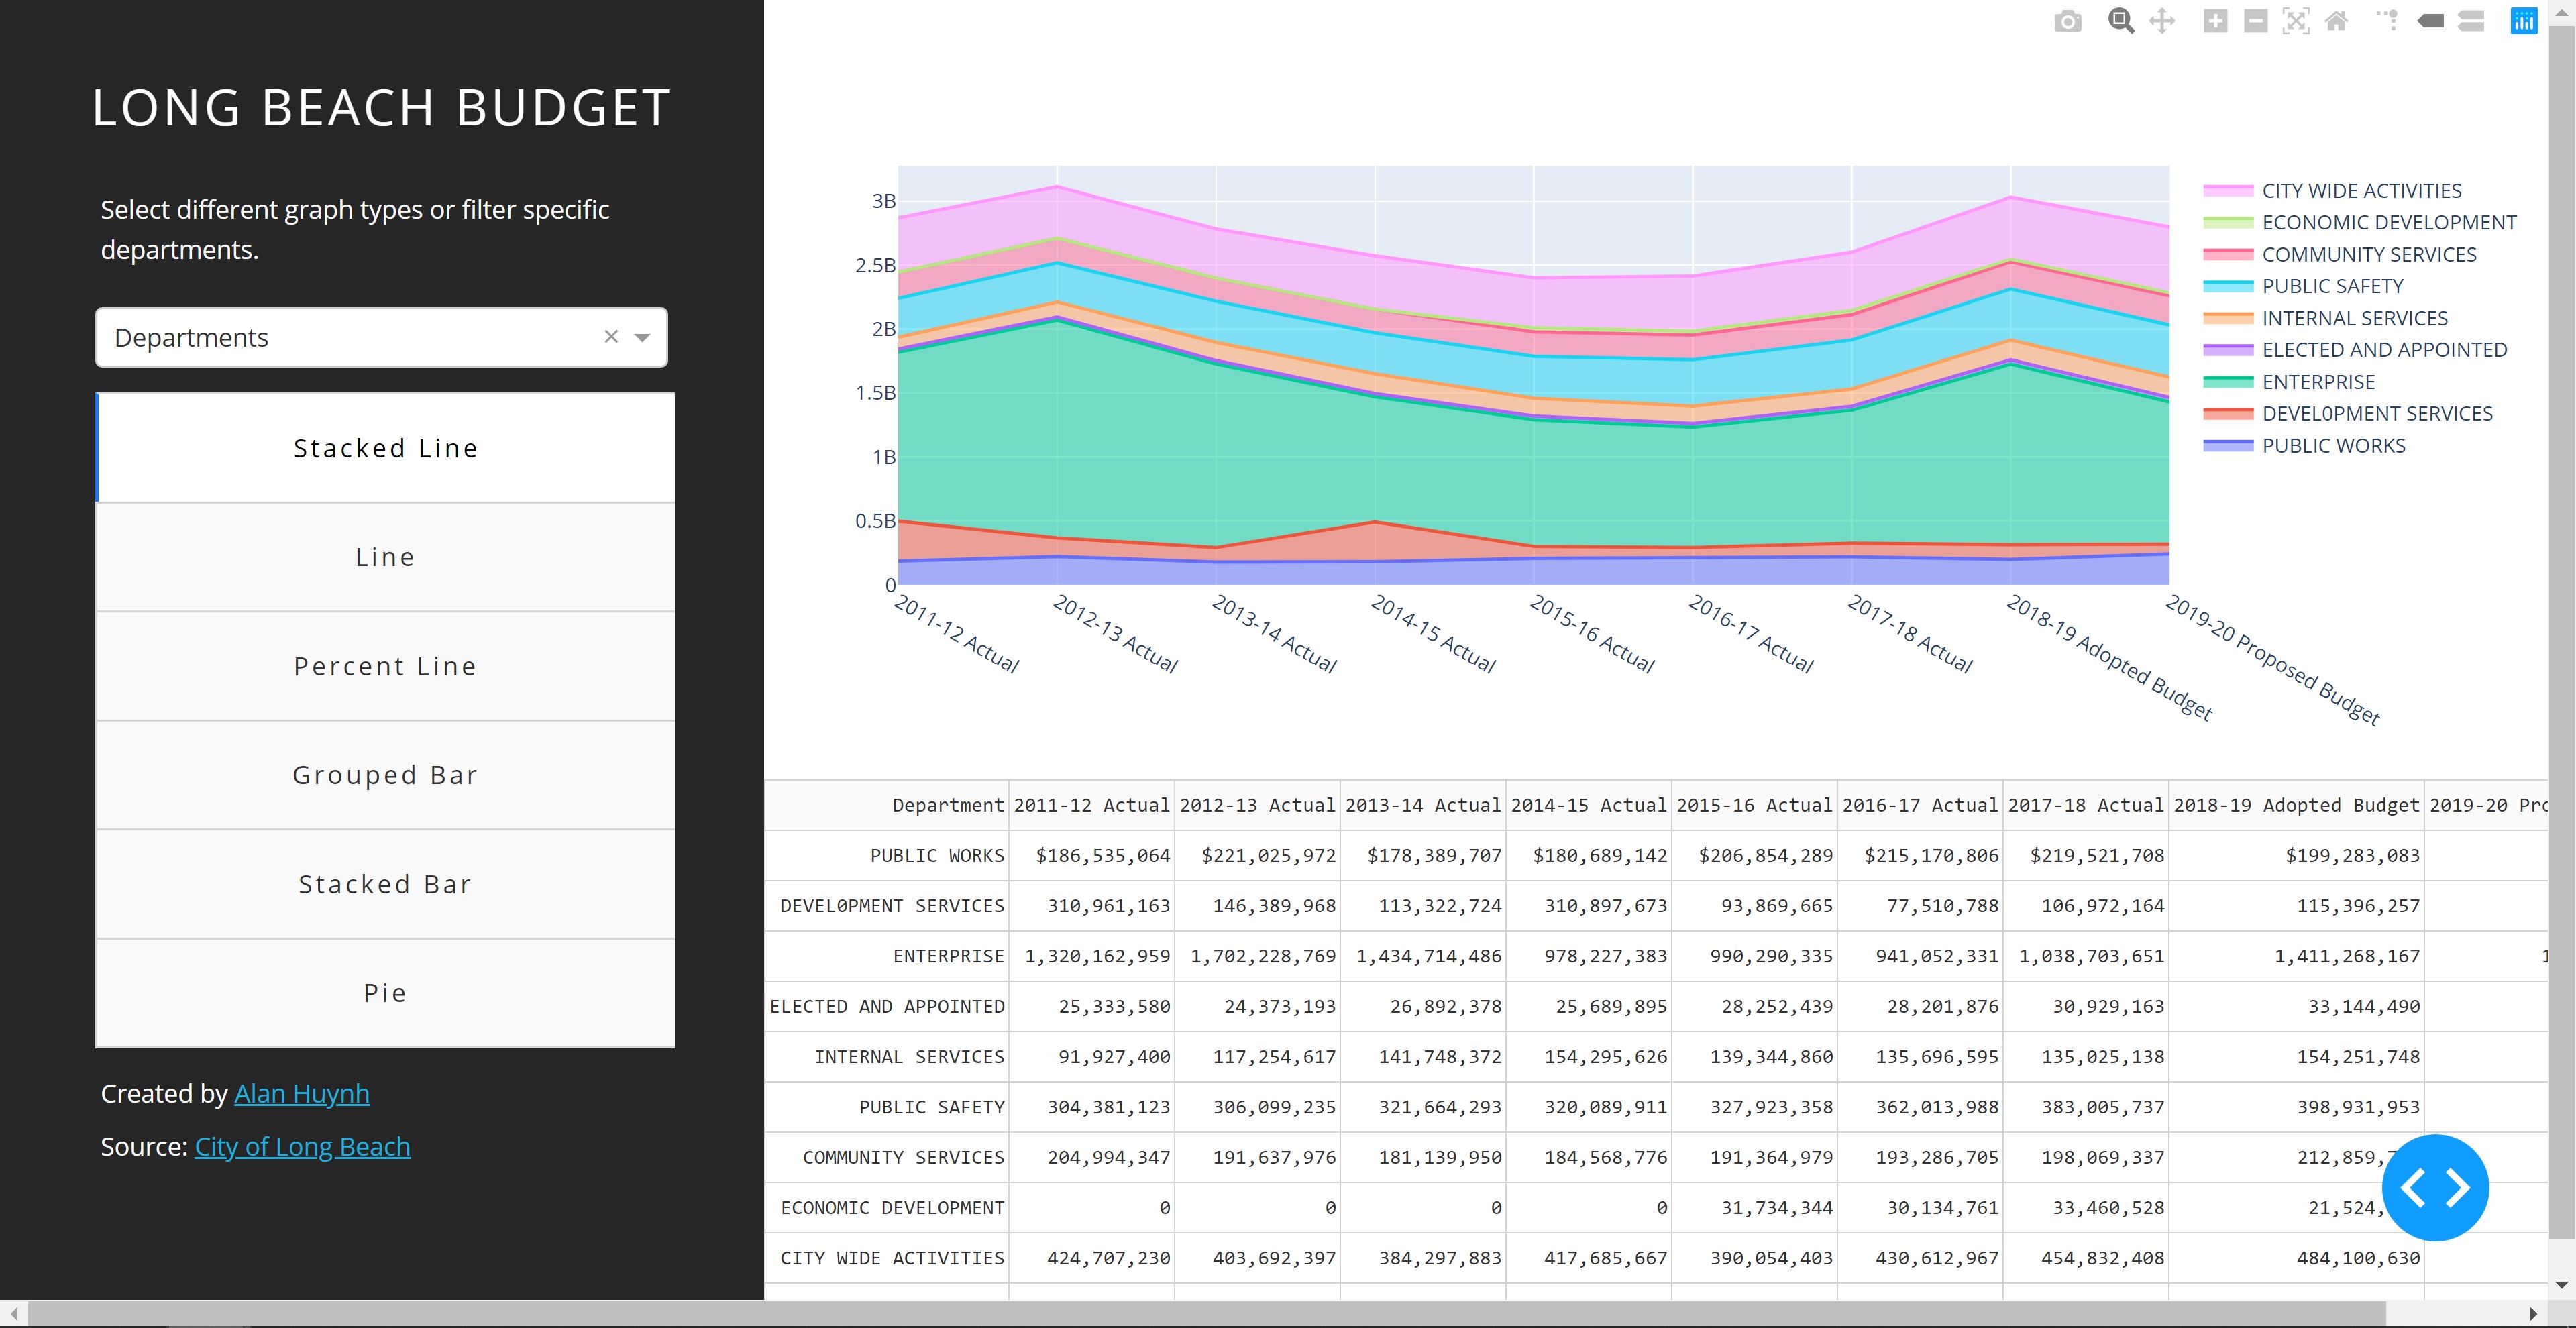 LONG BEACH BUDGET
Select different graph types or filter specific
departments.
Departments
Stacked Line
Line
Percent Line
Grouped Bar
Stacked Bar
Pie
Created by Alan Huynh
Source: City of Long Beach
3B
2.5B
2B
1.5B
1B
0.5B
0
2011-12 Actual
2012-13 Actual
2013-14 Actual
2014-15 Actual
2015-16 Actual
2016-17 Actual
2017-18 Actual
2018-19 Adopted Budget
2019-20 Proposed Budget
CITY WIDE ACTIVITIES
ECONOMIC DEVELOPMENT
COMMUNITY SERVICES
PUBLIC SAFETY
INTERNAL SERVICES
ELECTED AND APPOINTED
ENTERPRISE
DEVEL0PMENT SERVICES
PUBLIC WORKS
Department 2011-12 Actual 2012-13 Actual 2013-14 Actual 2014-15 Actual 2015-16 Actual 2016-17 Actual 2017-18 Actual 2018-19 Adopted Budget 2019-20
PUBLIC WORKS $186,535,064 $221,025,972 $178,389,707 $180,689,142 $206,854,289 $215,170,806 $219,521,708 $199,283,083
DEVEL0PMENT SERVICES 310,961,163 146,389,968 113,322,724 310,897,673 93,869,665 77,510,788 106,972,164 115,396,257
ENTERPRISE 1,320,162,959 1,702,228,769 1,434,714,486 978,227,383 990,290,335 941,052,331 1,038,703,651 1,411,268,167
ELECTED AND APPOINTED 25,333,580 24,373,193 26,892,378 25,689,895 28,252,439 28,201,876 30,929,163 33,144,490
INTERNAL SERVICES 91,927,400 117,254,617 141,748,372 154,295,626 139,344,860 135,696,595 135,025,138 154,251,748
PUBLIC SAFETY 304,381,123 306,099,235 321,664,293 320,089,911 327,923,358 362,013,988 383,005,737 398,931,953
COMMUNITY SERVICES 204,994,347 191,637,976 181,139,950 184,568,776 191,364,979 193,286,705 198,069,337
ECONOMIC DEVELOPMENT 0 0 0 0 31,734,344 30,134,761 33,460,528
CITY WIDE ACTIVITIES 424,707,230 403,692,397 384,297,883 417,685,667 390,054,403 430,612,967 454,832,408 484,100,630